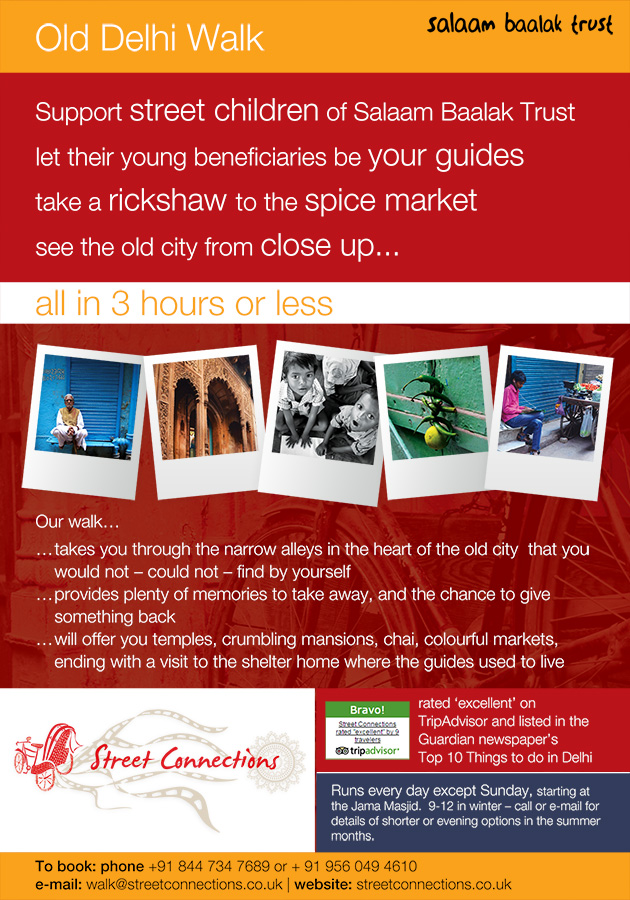 Old Delhi Walk
salaam baalak trust
Support street children of Salaam Baalak Trust
let their young beneficiaries be your guides
take a rickshaw to the spice market
see the old city from close up...
all in 3 hours or less
Our walk…
…takes you through the narrow alleys in the heart of the old city that you
would not – could not – find by yourself
…provides plenty of memories to take away, and the chance to give
something back
…will offer you temples, crumbling mansions, chai, colourful markets,
ending with a visit to the shelter home where the guides used to live
Street Connections
Bravo!
Street Connections
rated "excellent" by 9
travelers
tripadvisor®
rated ‘excellent’ on
TripAdvisor and listed in the
Guardian newspaper’s
Top 10 Things to do in Delhi
Runs every day except Sunday, starting at
the Jama Masjid. 9-12 in winter – call or e-mail for
details of shorter or evening options in the summer
months.
To book: phone +91 844 734 7689 or + 91 956 049 4610
e-mail: walk@streetconnections.co.uk | website: streetconnections.co.uk